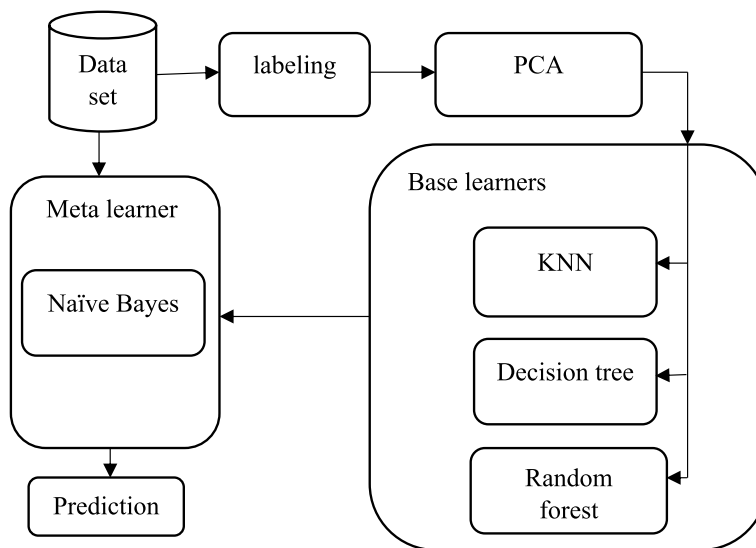 Data
set
labeling
PCA
Meta learner
Naïve Bayes
Prediction
Base learners
KNN
Decision tree
Random
forest